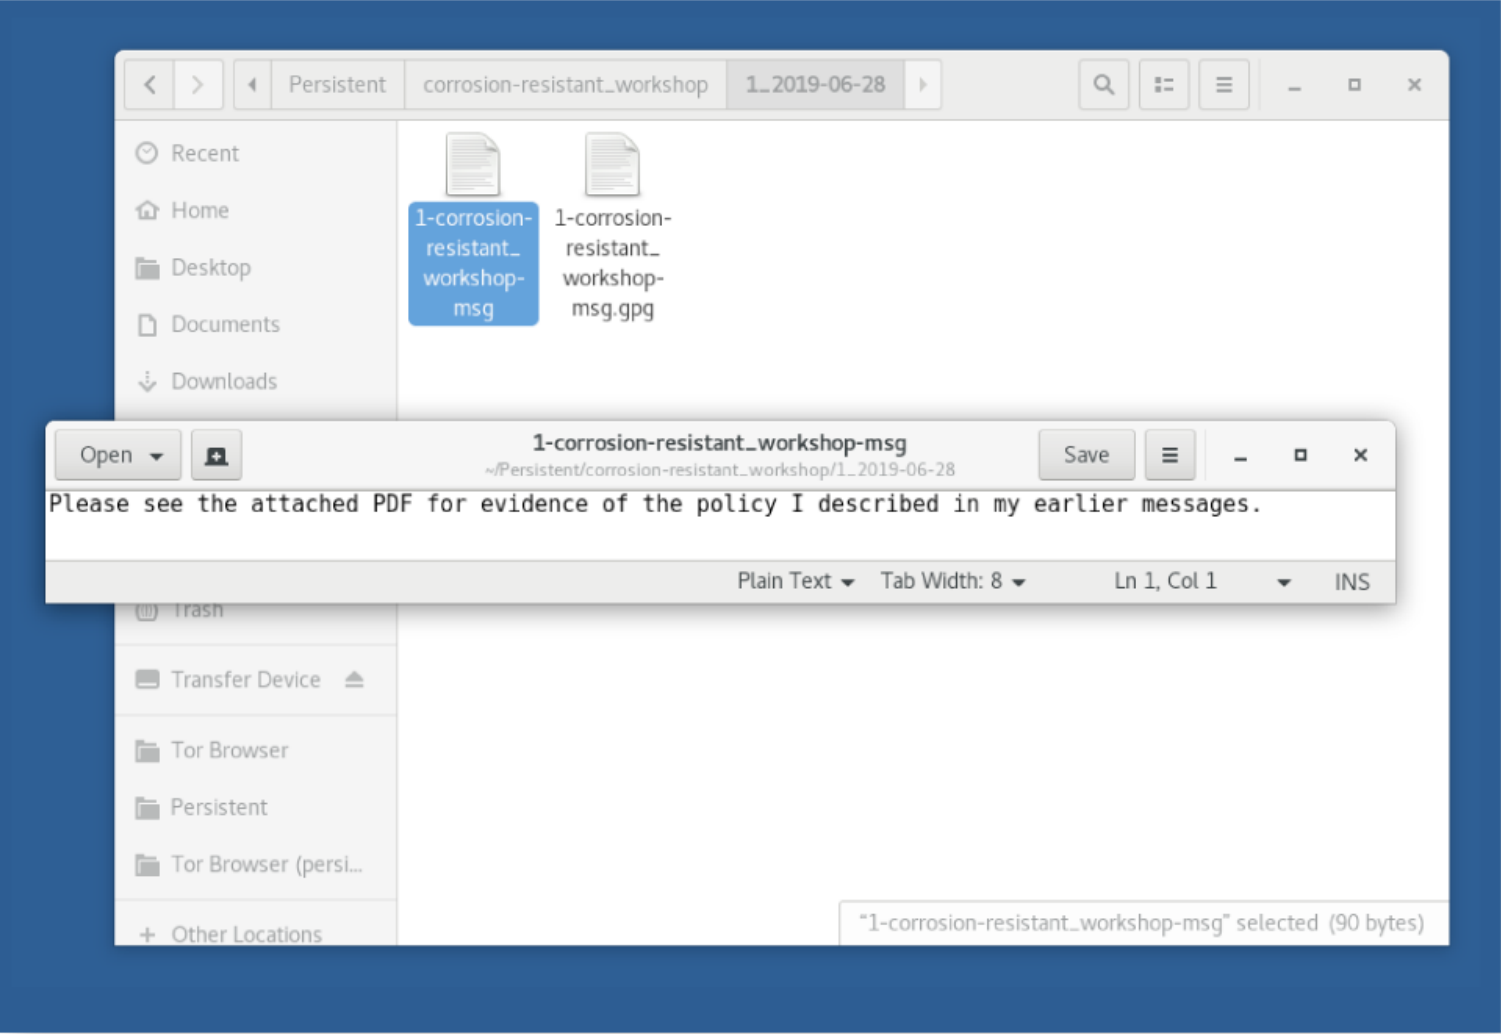 Persistent
corrosion-resistant_workshop
1_2019-06-28
Recent
Home
Desktop
Documents
Downloads
1-corrosion-
resistant_
workshop-
msg
1-corrosion-
resistant_
workshop-
msg.gpg
Open
1-corrosion-resistant_workshop-msg
~/Persistent/corrosion-resistant_workshop/1_2019-06-28
Save
Please see the attached PDF for evidence of the policy I described in my earlier messages.
Plain Text
Tab Width: 8
Ln 1, Col 1
INS
Trash
Transfer Device
Tor Browser
Persistent
Tor Browser (persi...
Other Locations
“1-corrosion-resistant_workshop-msg” selected (90 bytes)